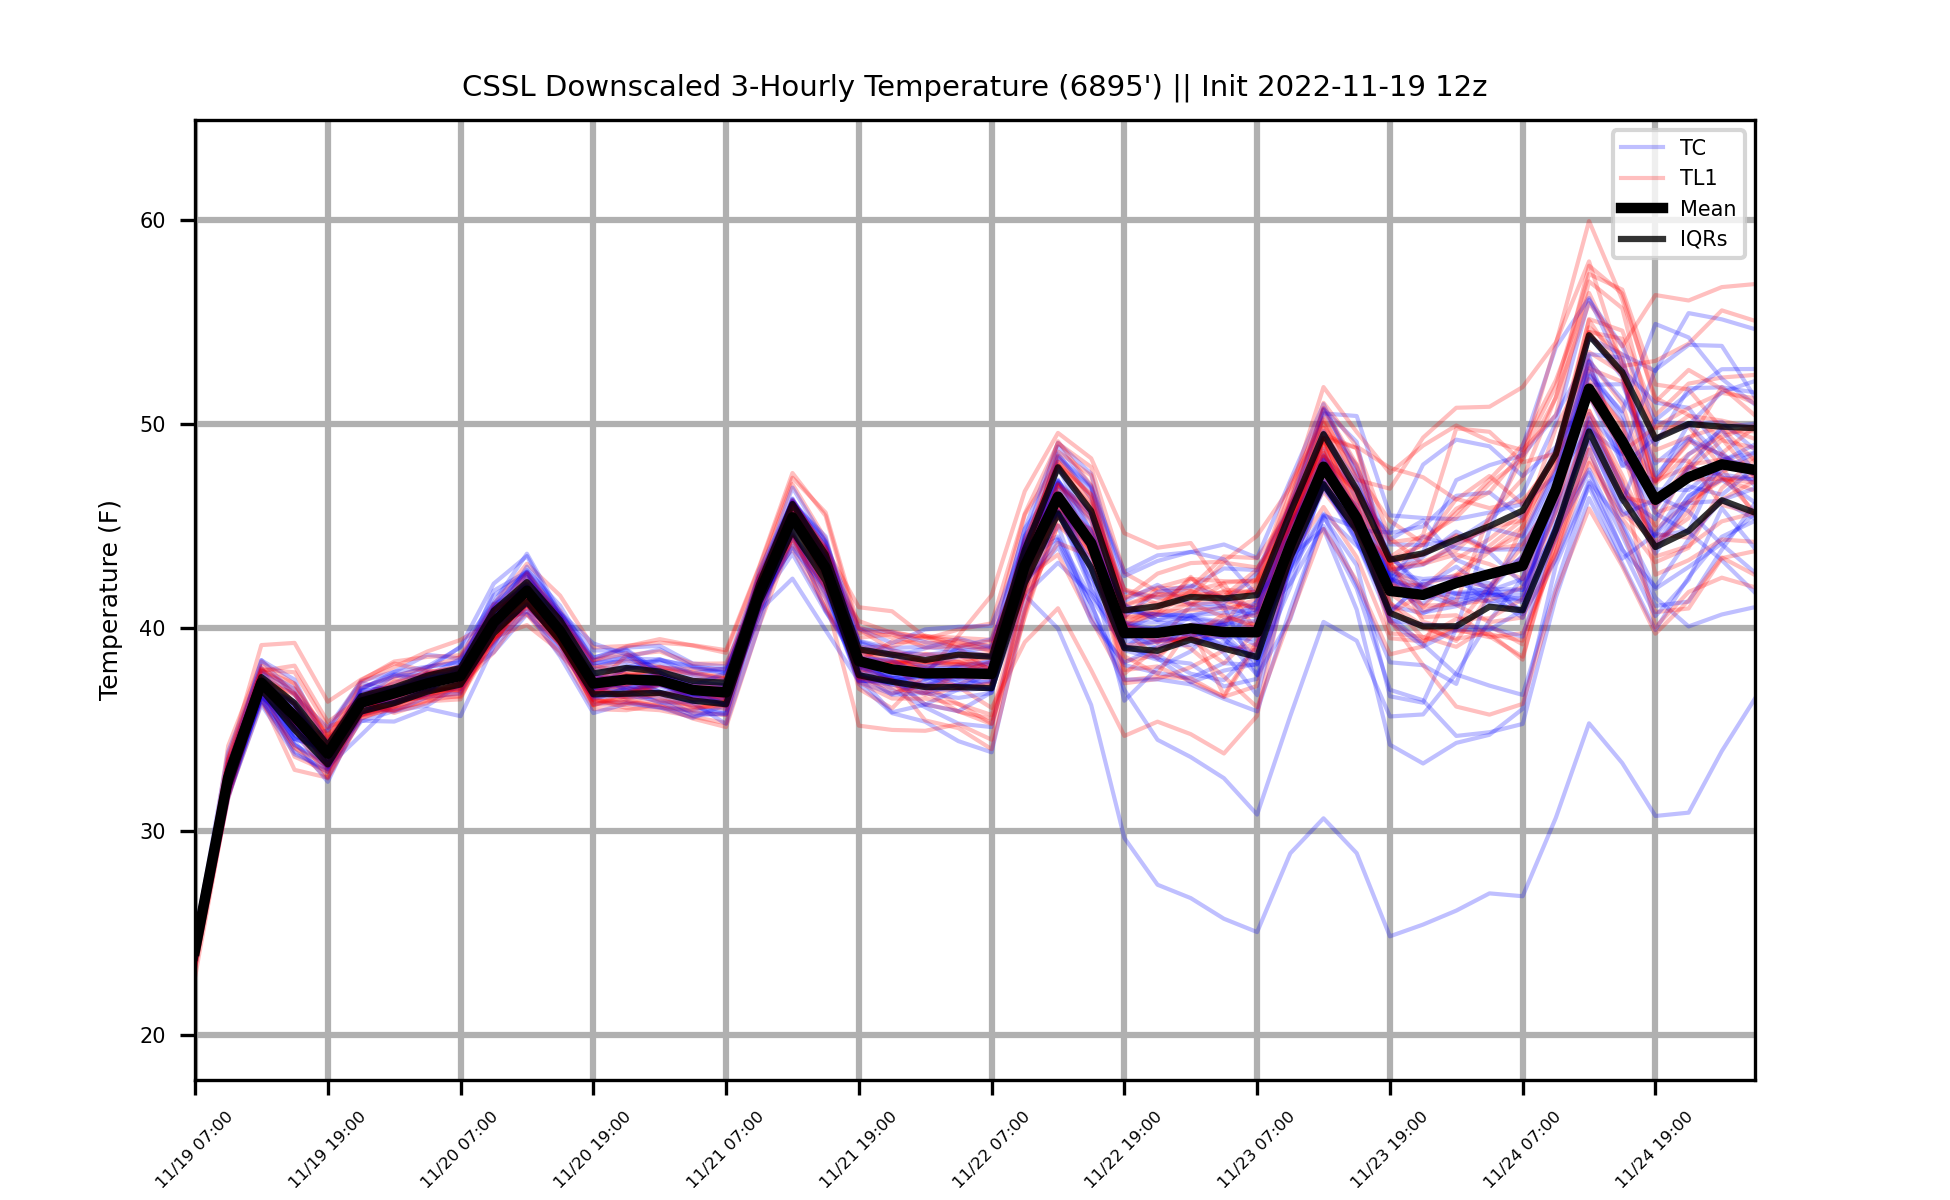 CSSL Downscaled 3-Hourly Temperature (6895') || Init 2022-11-19 12z
TC
TL1
Mean
IQRs
Temperature (F)
60
50
40
30
20
11/19 07:00
11/19 19:00
11/20 07:00
11/20 19:00
11/21 07:00
11/21 19:00
11/22 07:00
11/22 19:00
11/23 07:00
11/23 19:00
11/24 07:00
11/24 19:00